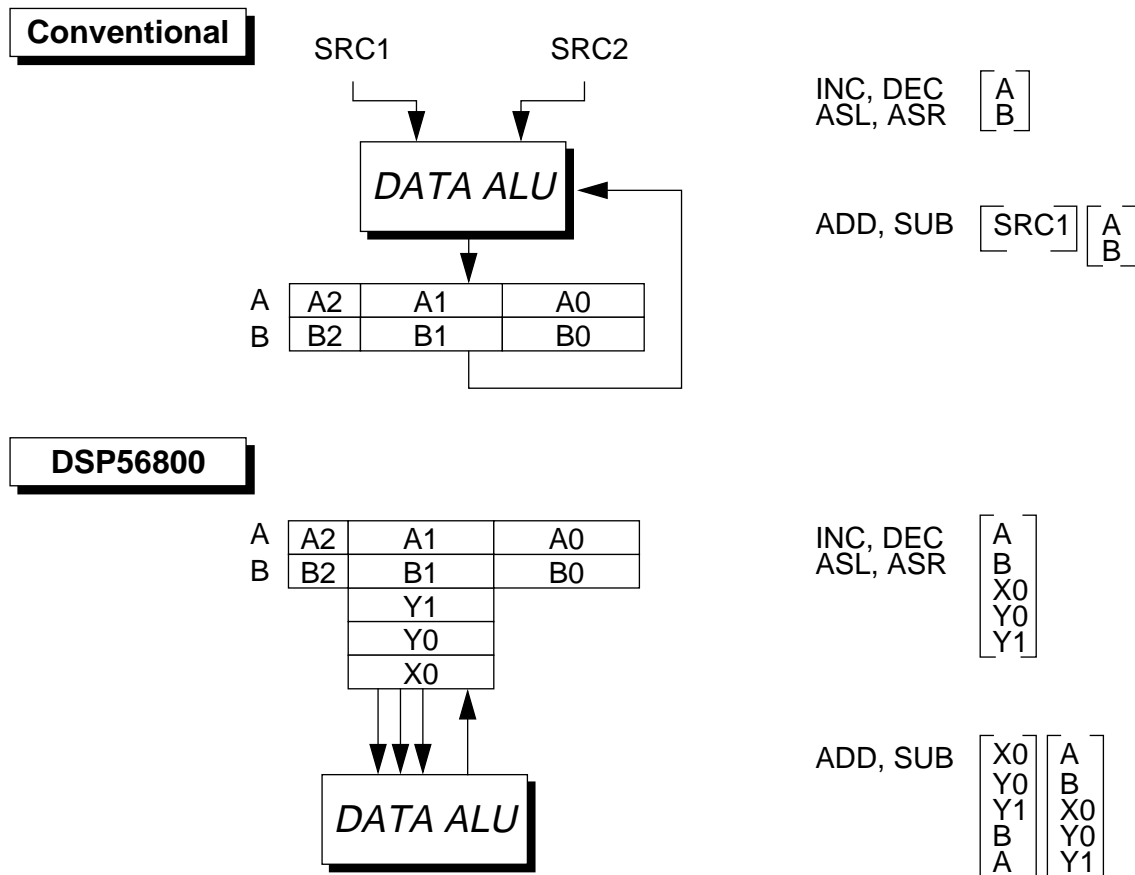 Conventional
SRC1 SRC2
INC, DEC A
ASL, ASR B
DATA ALU
ADD, SUB SRC1 A
B
A A2 A1 A0
B B2 B1 B0
DSP56800
A A2 A1 A0
B B2 B1 B0
Y1
Y0
X0
DATA ALU
INC, DEC A
ASL, ASR B
X0
Y0
Y1
ADD, SUB X0 A
Y0 B
Y1 X0
B Y0
A Y1